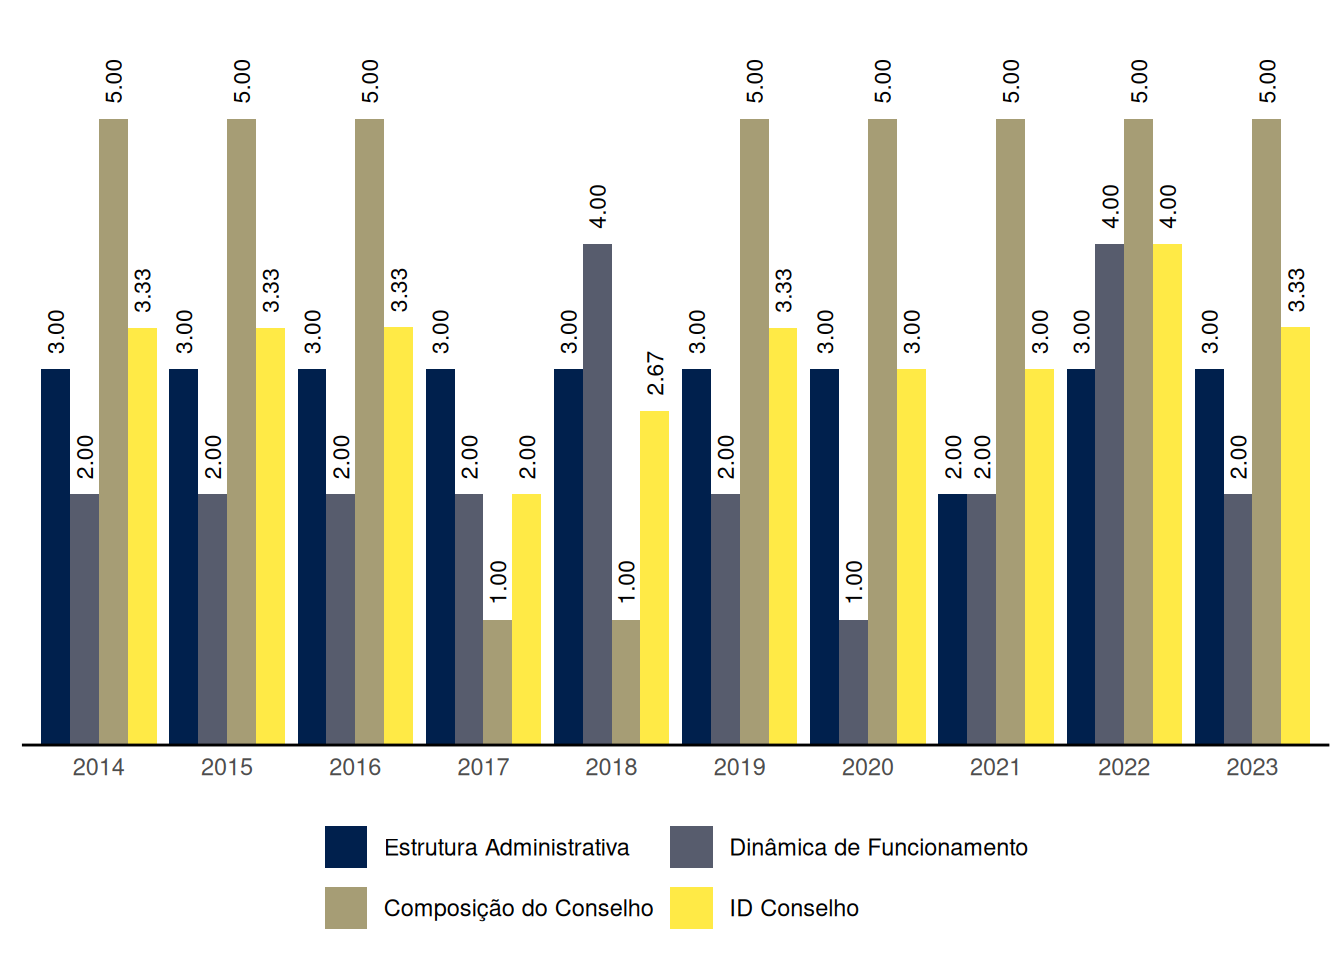 5.00 5.00 5.00 5.00 5.00 5.00 5.00 5.00
4.00 4.00 4.00
3.33 3.33 3.33 3.33 3.33
3.00 3.00 3.00 3.00 3.00 3.00 3.00 3.00 3.00 3.00 3.00
2.67
2.00 2.00 2.00 2.00 2.00 2.00 2.00 2.00 2.00
1.00 1.00 1.00
2014 2015 2016 2017 2018 2019 2020 2021 2022 2023
Estrutura Administrativa Dinâmica de Funcionamento
Composição do Conselho ID Conselho